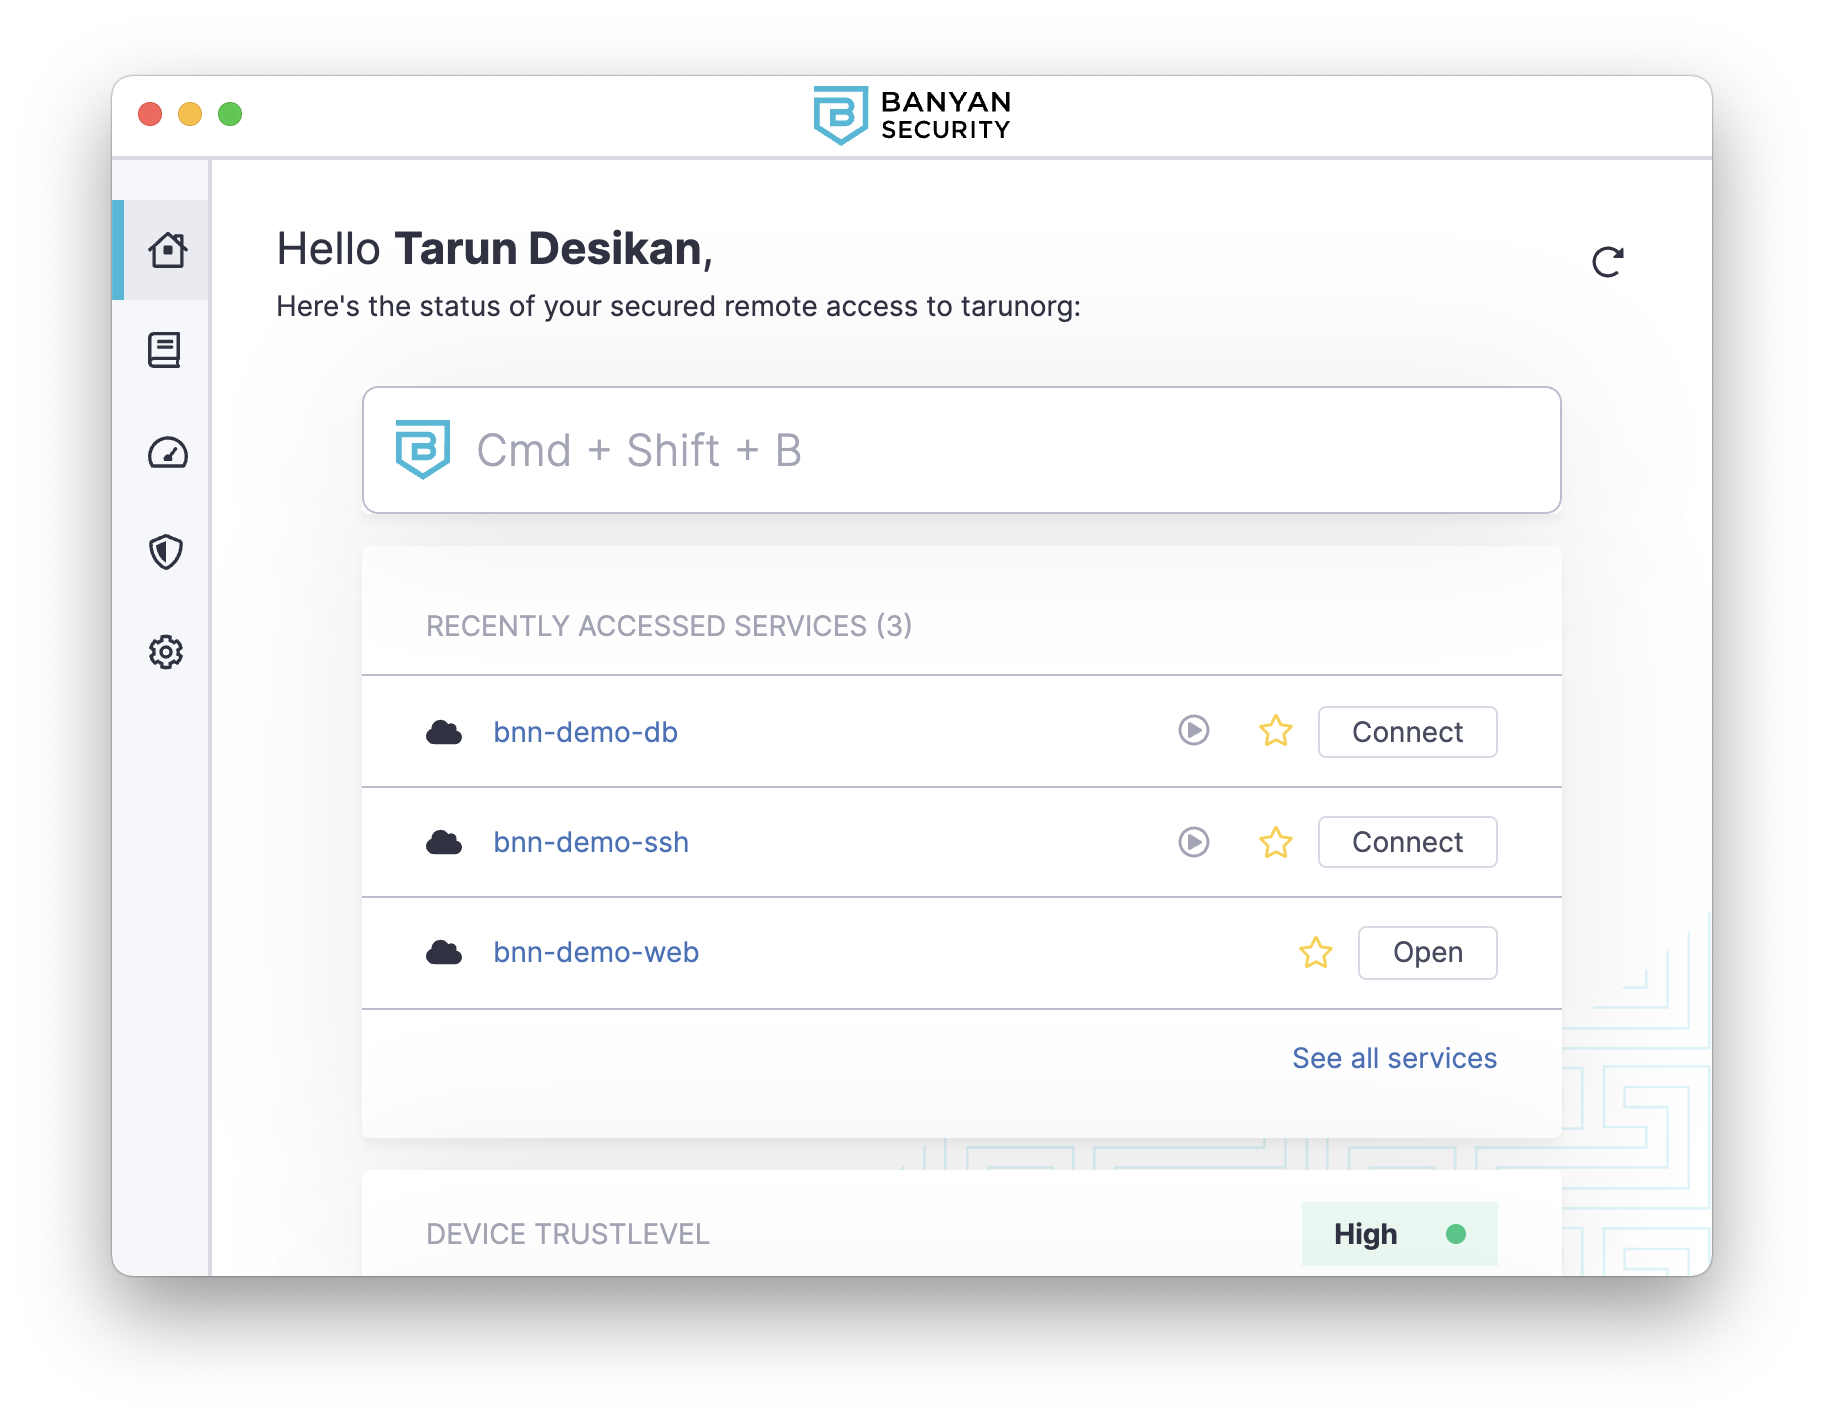 BANYAN
SECURITY
Hello Tarun Desikan,
Here's the status of your secured remote access to tarunorg:
Cmd + Shift + B
RECENTLY ACCESSED SERVICES (3)
bnn-demo-db Connect
bnn-demo-ssh Connect
bnn-demo-web Open
See all services
DEVICE TRUSTLEVEL High